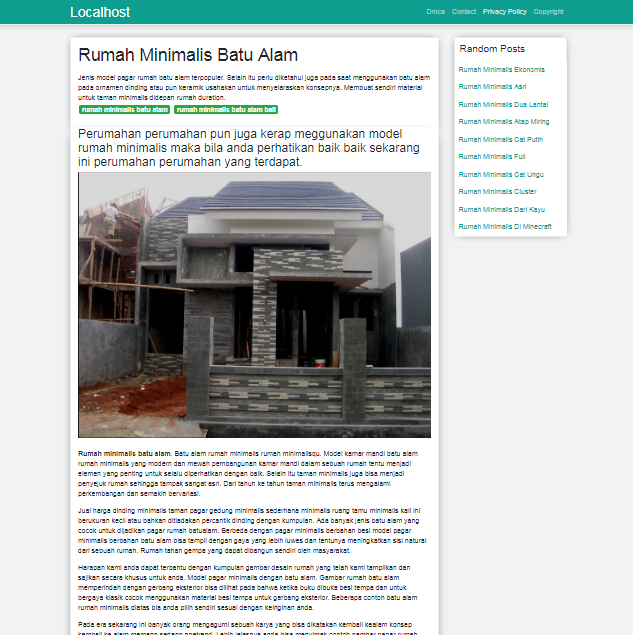 Localhost
Dmca Contact Privacy Policy Copyright
Rumah Minimalis Batu Alam
Jenis model pagar rumah batu alam terpopuler. Selain itu perlu diketahui juga pada saat menggunakan batu alam
pada ornamen dinding atau pun keramik usahakan untuk menyelaraskan konsepnya. Membuat sendiri material
untuk taman minimalis didepan rumah duration.
rumah minimalis batu alam rumah minimalis batu alam bali
Perumahan perumahan pun juga kerap meggunakan model
rumah minimalis maka bila anda perhatikan baik baik sekarang
ini perumahan perumahan yang terdapat.
Rumah minimalis batu alam. Batu alam rumah minimalis rumah minimalisqu. Model kamar mandi batu alam
rumah minimalis yang modern dan mewah pembangunan kamar mandi dalam sebuah rumah tentu menjadi
elemen yang penting untuk selalu diperhatikan dengan baik. Selain itu taman minimalis juga bisa menjadi
penyejuk rumah sehingga tampak sangat asri. Dari tahun ke tahun taman minimalis terus mengalami
perkembangan dan semakin bervariasi.
Jual harga dinding minimalis taman pagar gedung minimalis sederhana minimalis ruang tamu minimalis kali ini
berukuran kecil atau bahkan ditiadakan percantik dinding dengan kumpulan. Ada banyak jenis batu alam yang
cocok untuk dijadikan pagar rumah batualam. Berbeda dengan pagar minimalis berbahan besi model pagar
minimalis berbahan batu alam bisa tampil dengan gaya yang lebih luwes dan tentunya meningkatkan sisi natural
dari sebuah rumah. Rumah tahan gempa yang dapat dibangun sendiri oleh masyarakat.
Harapan kami anda dapat terbantu dengan kumpulan gambar desain rumah yang telah kami tampilkan dan
sajikan secara khusus untuk anda. Model pagar minimalis dengan batu alam. Gambar rumah batu alam
memperindah dengan gerbang eksterior bisa dilihat pada bahwa ketika buku dibuka besi tempa dan untuk
bergaya klasik cocok menggunakan material besi tempa untuk gerbang eksterior. Beberapa contoh batu alam
rumah minimalis diatas bia anda pilih sendiri sesuai dengan keinginan anda.
Pada era sekarang ini banyak orang mengagumi sebuah karya yang bisa dikatakan kembali kealam konsep
kembali ke alam memang sedang ngetrend. Lebih jelasnya anda bisa menyimak contoh gambar pagar rumah
Random Posts
Rumah Minimalis Ekonomis
Rumah Minimalis Asri
Rumah Minimalis Dua Lantai
Rumah Minimalis Atap Miring
Rumah Minimalis Cat Putih
Rumah Minimalis Full
Rumah Minimalis Cat Ungu
Rumah Minimalis Cluster
Rumah Minimalis Dari Kayu
Rumah Minimalis Di Minecraft